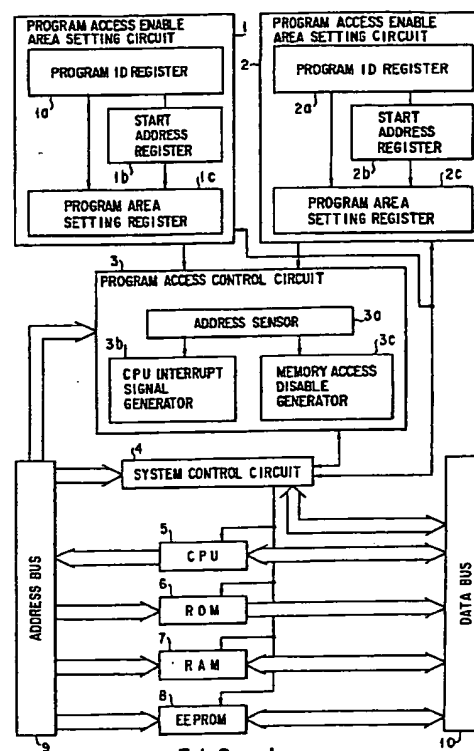 PROGRAM ACCESS ENABLE
AREA SETTING CIRCUIT
1
PROGRAM ID REGISTER
1a
START
ADDRESS
REGISTER
1b
1c
PROGRAM AREA
SETTING REGISTER
PROGRAM ACCESS ENABLE
AREA SETTING CIRCUIT
2
PROGRAM ID REGISTER
2a
START
ADDRESS
REGISTER
2b
2c
PROGRAM AREA
SETTING REGISTER
3
PROGRAM ACCESS CONTROL CIRCUIT
ADDRESS SENSOR
3a
3b
CPU INTERRUPT
SIGNAL
GENERATOR
3c
MEMORY ACCESS
DISABLE
GENERATOR
4
SYSTEM CONTROL CIRCUIT
5
CPU
6
ROM
7
RAM
8
EEPROM
ADDRESS BUS
9
DATA BUS
10